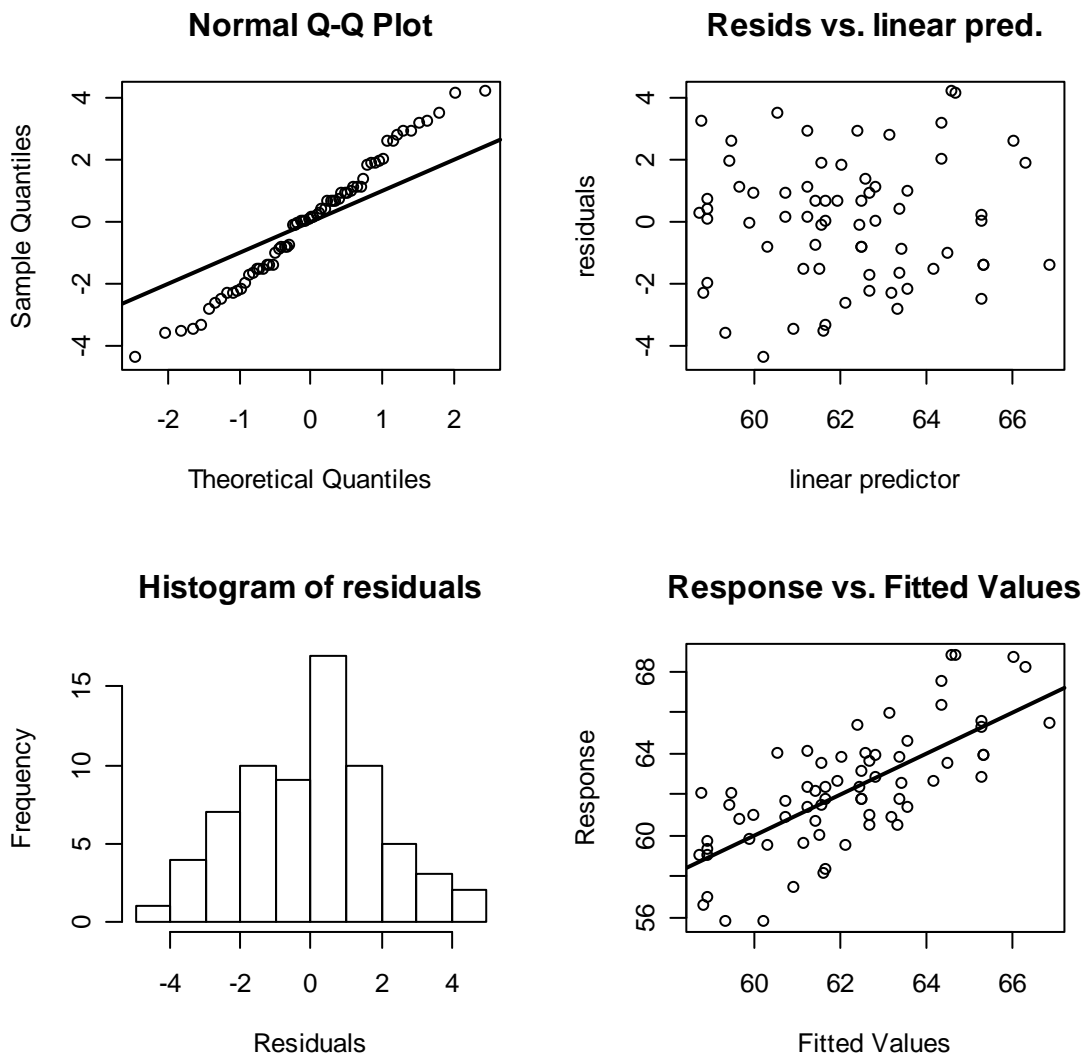 Normal Q-Q Plot
Sample Quantiles
4
2
0
-2
-4
-2 -1 0 1 2
Theoretical Quantiles
Resids vs. linear pred.
residuals
4
2
0
-2
-4
60 62 64 66
linear predictor
Histogram of residuals
Frequency
15
10
5
0
-4 -2 0 2 4
Residuals
Response vs. Fitted Values
Response
68
64
60
56
60 62 64 66
Fitted Values